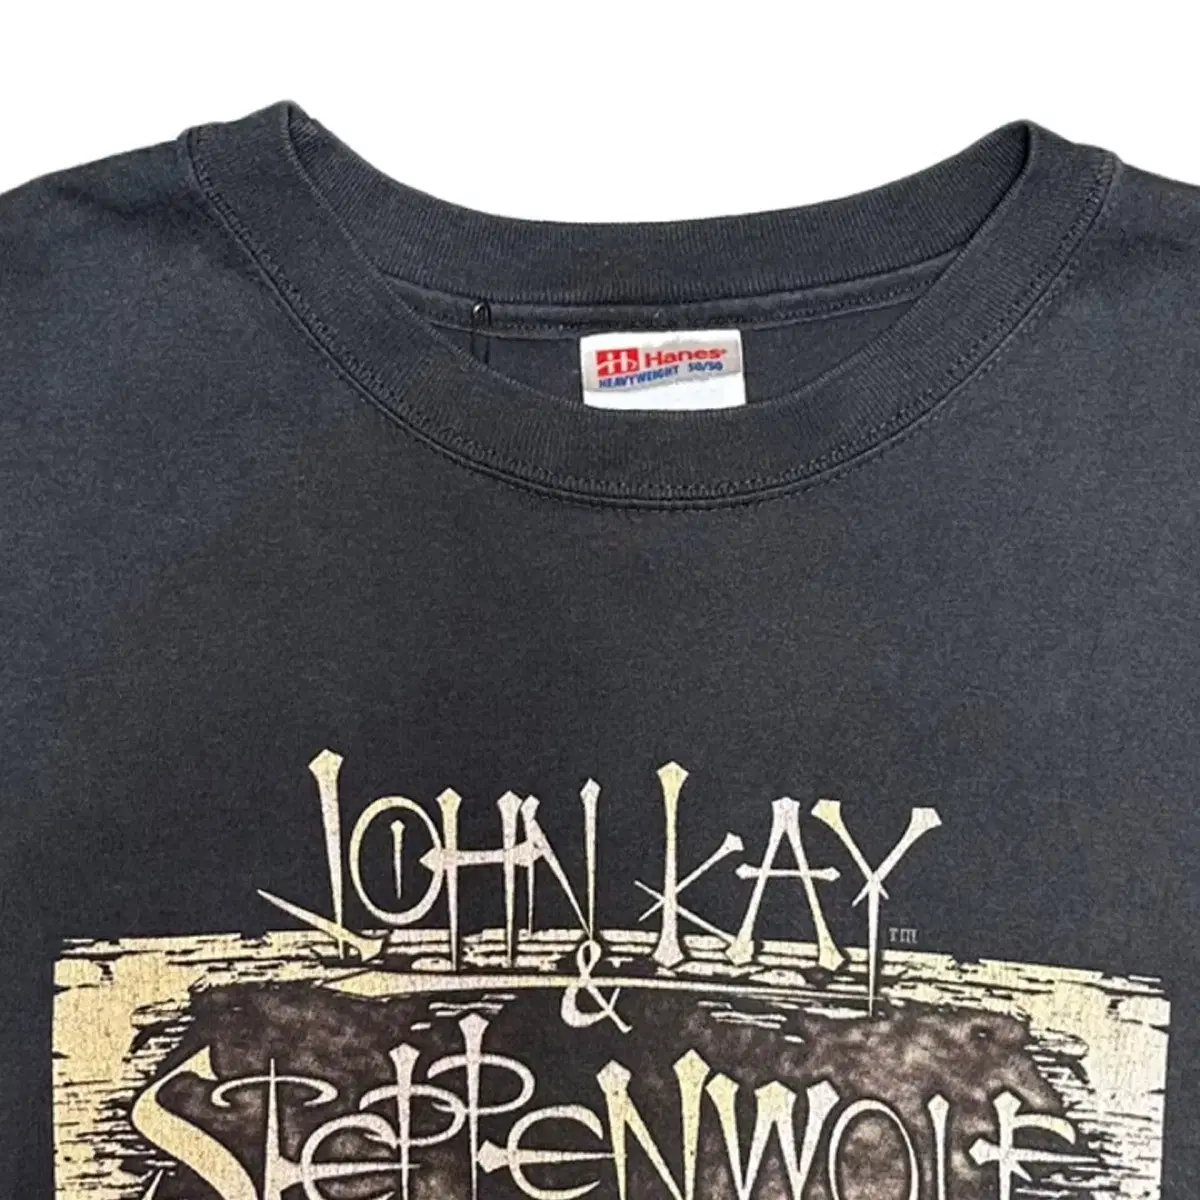 Hanes
HEAVYWEIGHT 50/50
JOHN KAY TM
&
STEPPENWOLF